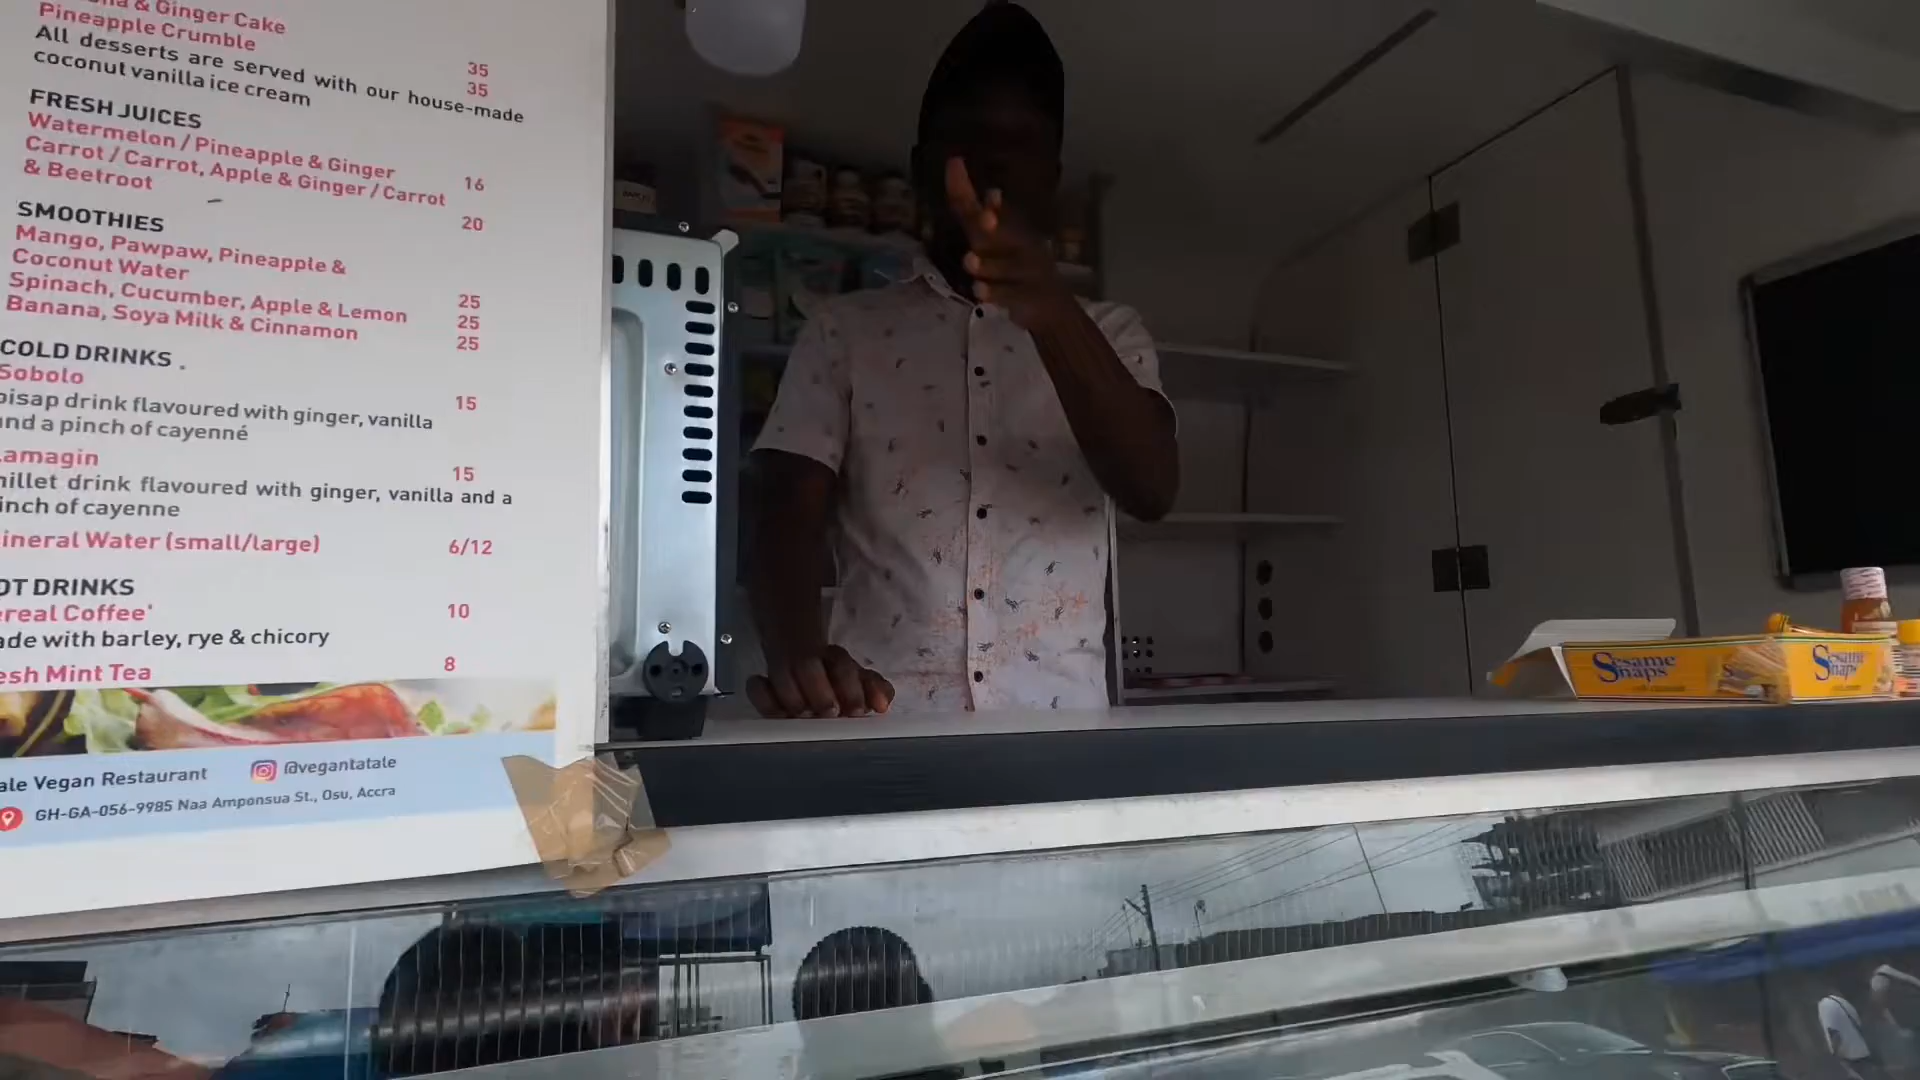 & Ginger Cake
Pineapple Crumble 35
35
All desserts are served with our house-made
coconut vanilla ice cream
FRESH JUICES
Watermelon / Pineapple & Ginger 16
Carrot / Carrot, Apple & Ginger / Carrot
& Beetroot 20
SMOOTHIES
Mango, Pawpaw, Pineapple &
Coconut Water 25
Spinach, Cucumber, Apple & Lemon 25
Banana, Soya Milk & Cinnamon 25
COLD DRINKS
Sobolo 15
bisap drink flavoured with ginger, vanilla
and a pinch of cayenné
amagin 15
millet drink flavoured with ginger, vanilla and a
inch of cayenne
ineral Water (small/large) 6/12
OT DRINKS
ereal Coffee' 10
ade with barley, rye & chicory
esh Mint Tea 8
ale Vegan Restaurant @vegantatale
GH-GA-056-9985 Naa Amponsua St., Osu, Accra
Sesame
Snaps
Sesame
Snaps